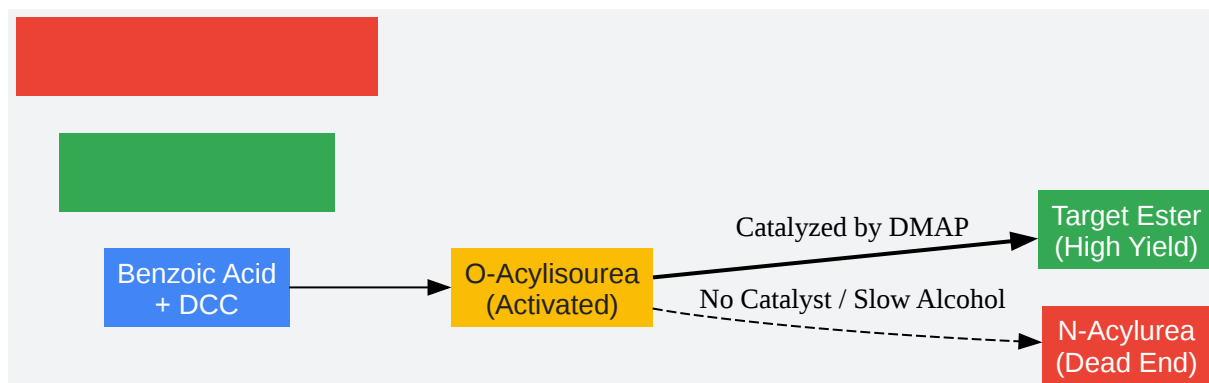 Benzoic Acid
+ DCC
O-Acylisourea
(Activated)
Catalyzed by DMAP
No Catalyst / Slow Alcohol
Target Ester
(High Yield)
N-Acylurea
(Dead End)